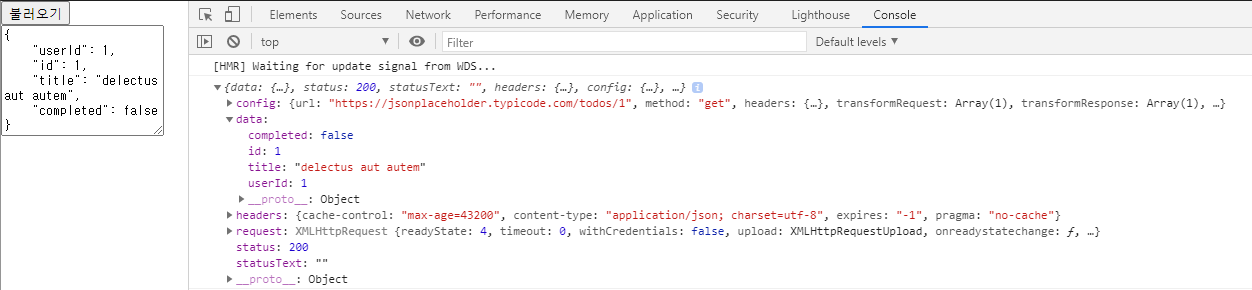 불러오기
{
    "userId": 1,
    "id": 1,
    "title": "delectus
aut autem",
    "completed": false
}
Elements Sources Network Performance Memory Application Security Lighthouse Console
top Filter Default levels
[HMR] Waiting for update signal from WDS...
{data: {…}, status: 200, statusText: "", headers: {…}, config: {…}, …}
config: {url: "https://jsonplaceholder.typicode.com/todos/1", method: "get", headers: {…}, transformRequest: Array(1), transformResponse: Array(1), …}
data:
completed: false
id: 1
title: "delectus aut autem"
userId: 1
__proto__: Object
headers: {cache-control: "max-age=43200", content-type: "application/json; charset=utf-8", expires: "-1", pragma: "no-cache"}
request: XMLHttpRequest {readyState: 4, timeout: 0, withCredentials: false, upload: XMLHttpRequestUpload, onreadystatechange: ƒ, …}
status: 200
statusText: ""
__proto__: Object